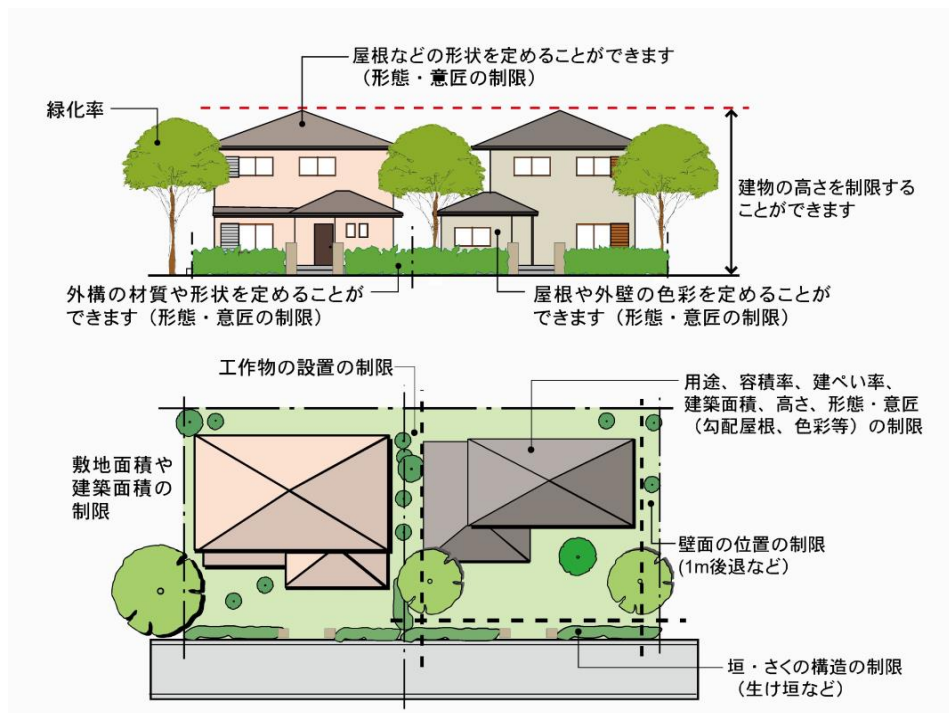 屋根などの形状を定めることができます
（形態・意匠の制限）
緑化率
建物の高さを制限する
ことができます
外構の材質や形状を定めることが
できます（形態・意匠の制限）
屋根や外壁の色彩を定めることが
できます（形態・意匠の制限）
工作物の設置の制限
用途、容積率、建ぺい率、
建築面積、高さ、形態・意匠
（勾配屋根、色彩等）の制限
敷地面積や
建築面積の
制限
壁面の位置の制限
(1m後退など）
垣・さくの構造の制限
（生け垣など）